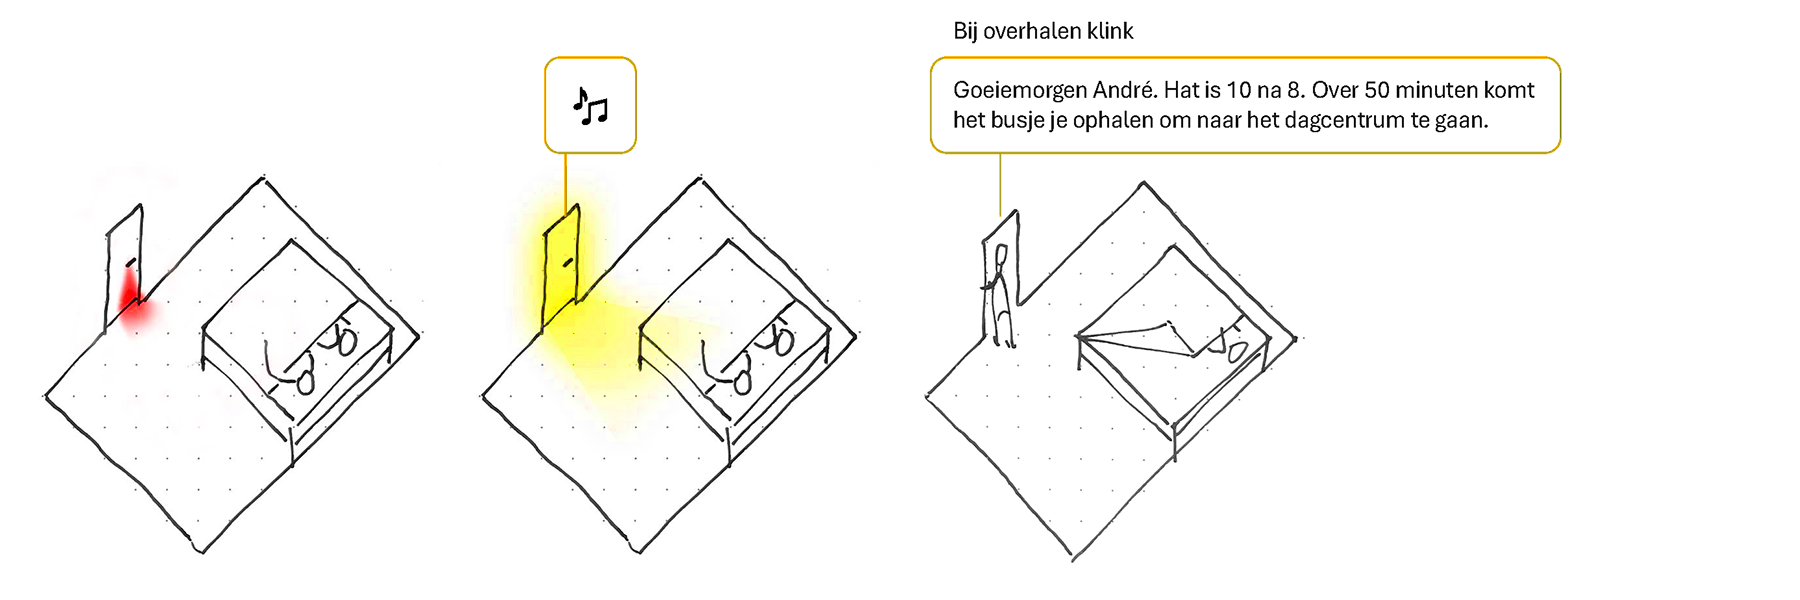 Bij overhalen klink
Goeiemorgen André. Hat is 10 na 8. Over 50 minuten komt
het busje je ophalen om naar het dagcentrum te gaan.